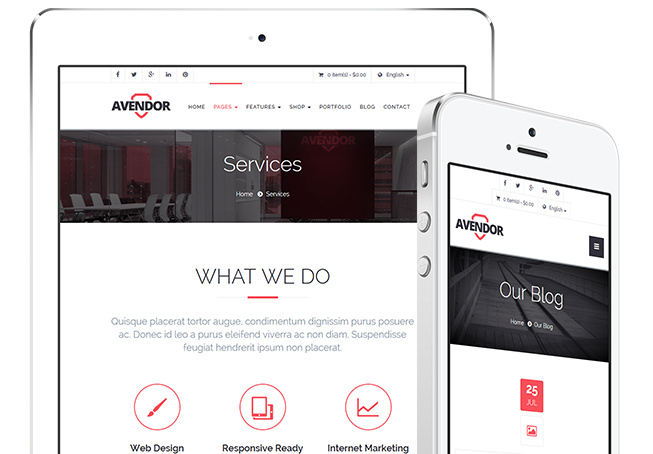 0 item(s) - $0.00 English
AVENDOR HOME PAGES FEATURES SHOP PORTFOLIO BLOG CONTACT
Services
Home Services
WHAT WE DO
Quisque placerat tortor augue, condimentum dignissim purus posuere
ac. Donec id leo a purus eleifend viverra ac non diam. Suspendisse
feugiat hendrerit ipsum non placerat.
Web Design Responsive Ready Internet Marketing
0 item(s) - $0.00 English
AVENDOR
Our Blog
Home Our Blog
25
JUL